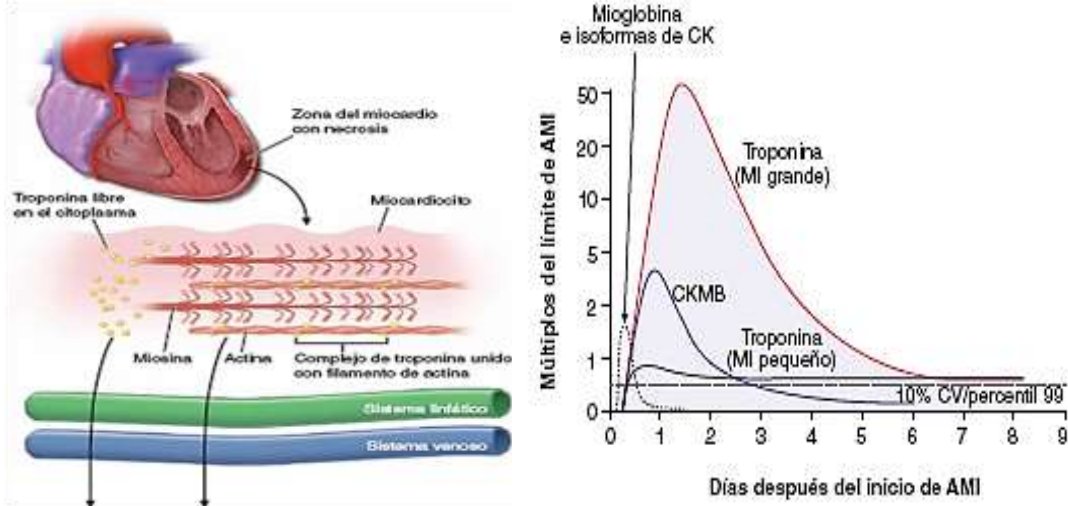 Zona del miocardio
con necrosis
Troponina libre
en el citoplasma
Miocardiocito
Miosina
Actina
Complejo de troponina unido
con filamento de actina
Sistema linfático
Sistema venoso
Mioglobina
e isoformas de CK
Múltiplos del límite de AMI
50
20
10
5
2
1
0
Troponina
(MI grande)
CKMB
Troponina
(MI pequeño)
10% CV/percentil 99
0 1 2 3 4 5 6 7 8 9
Días después del inicio de AMI